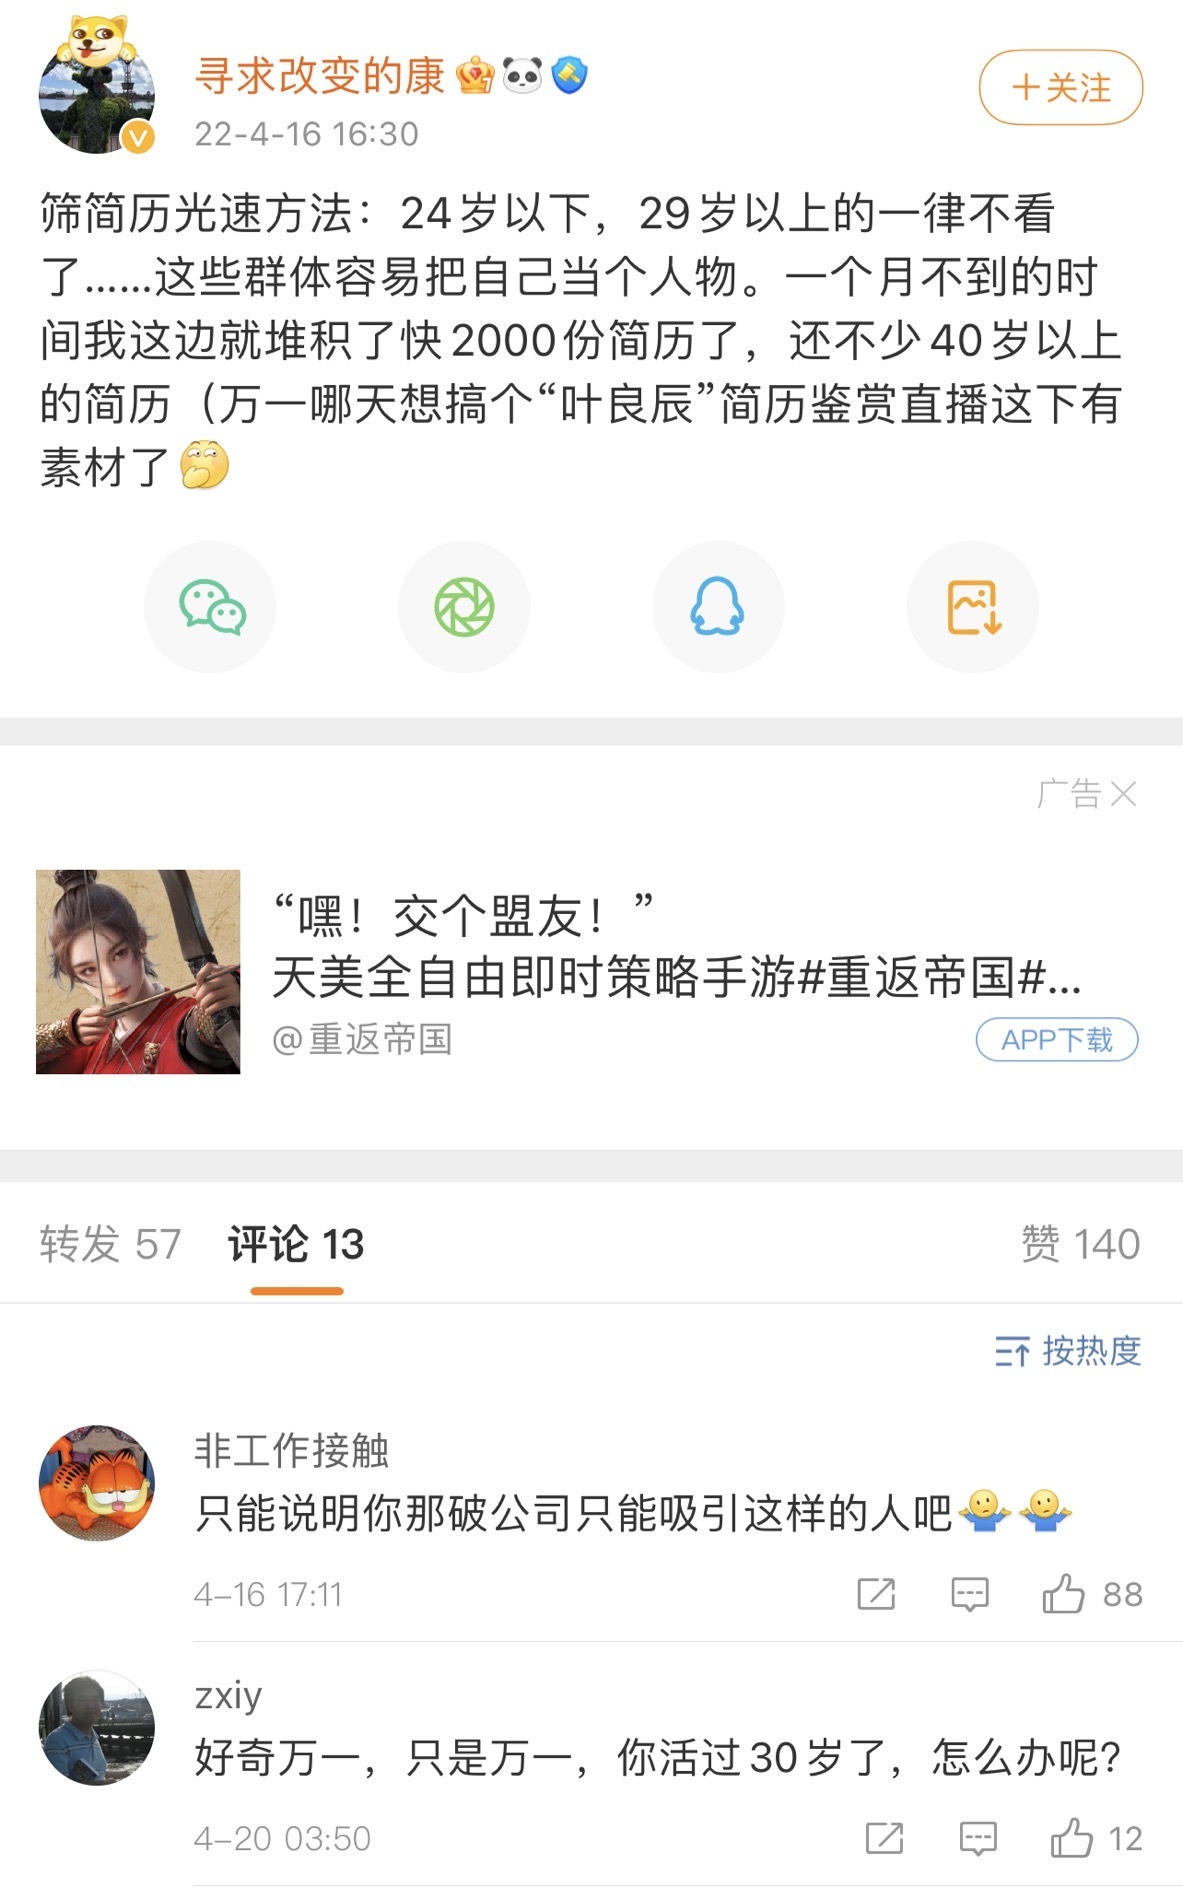 寻求改变的康
22-4-16 16:30
+关注
筛简历光速方法：24岁以下，29岁以上的一律不看
了……这些群体容易把自己当个人物。一个月不到的时
间我这边就堆积了快2000份简历了，还不少40岁以上
的简历（万一哪天想搞个“叶良辰”简历鉴赏直播这下有
素材了
广告
“嘿！交个盟友！”
天美全自由即时策略手游#重返帝国#...
@重返帝国
APP下载
转发 57 评论 13 赞 140
按热度
非工作接触
只能说明你那破公司只能吸引这样的人吧
4-16 17:11
88
zxiy
好奇万一，只是万一，你活过30岁了，怎么办呢？
4-20 03:50
12